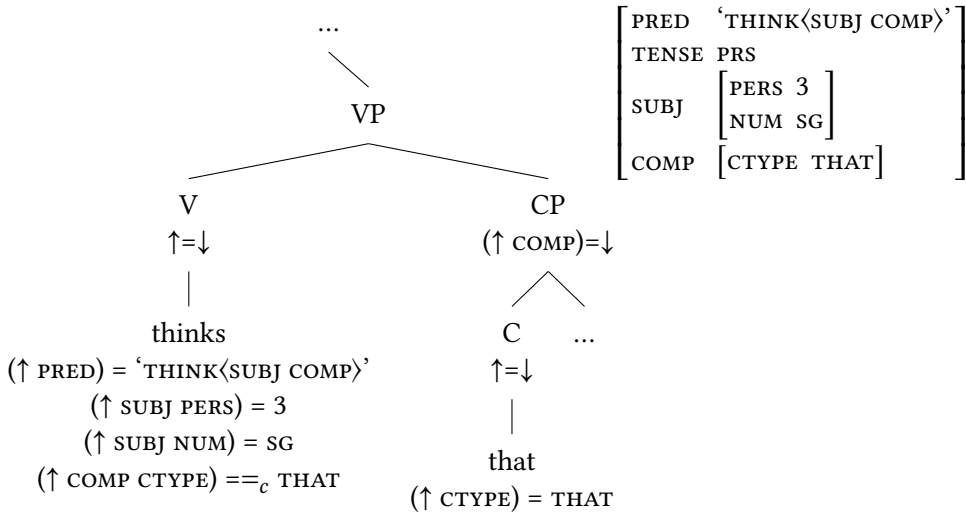 ...
VP
V CP
↑=↓ (↑ COMP)=↓
thinks
(↑ PRED) = ‘THINK⟨SUBJ COMP⟩’
(↑ SUBJ PERS) = 3
(↑ SUBJ NUM) = SG
(↑ COMP CTYPE) ==c THAT
C ...
↑=↓
that
(↑ CTYPE) = THAT
PRED ‘THINK⟨SUBJ COMP⟩’
TENSE PRS
SUBJ [PERS 3
NUM SG]
COMP [CTYPE THAT]